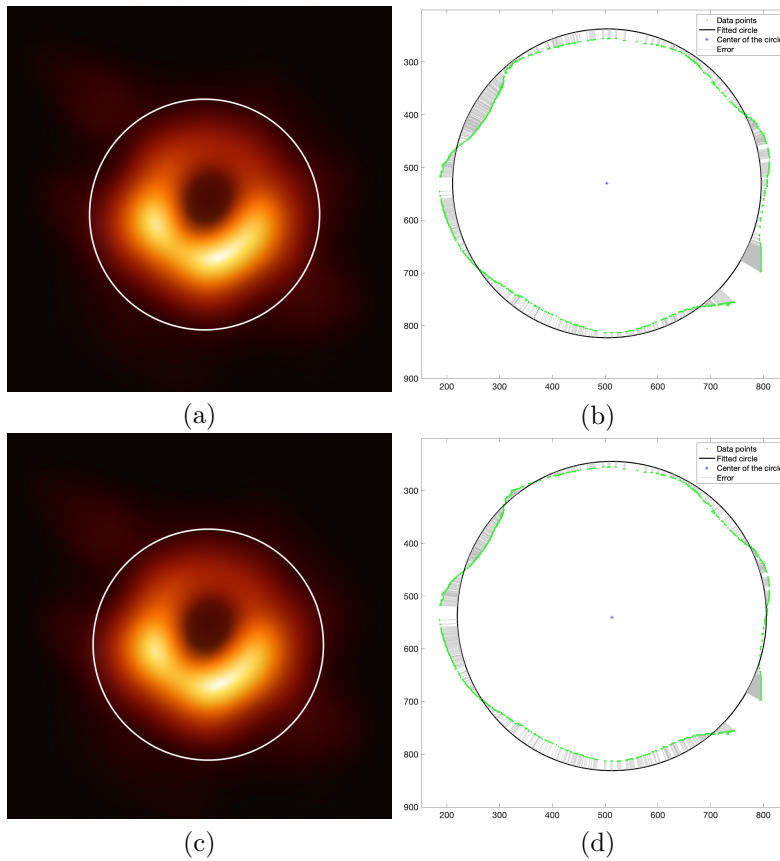 Data points
Fitted circle
Center of the circle
Error
300
400
500
600
700
800
900
200 300 400 500 600 700 800
(a) (b)
Data points
Fitted circle
Center of the circle
Error
300
400
500
600
700
800
900
200 300 400 500 600 700 800
(c) (d)